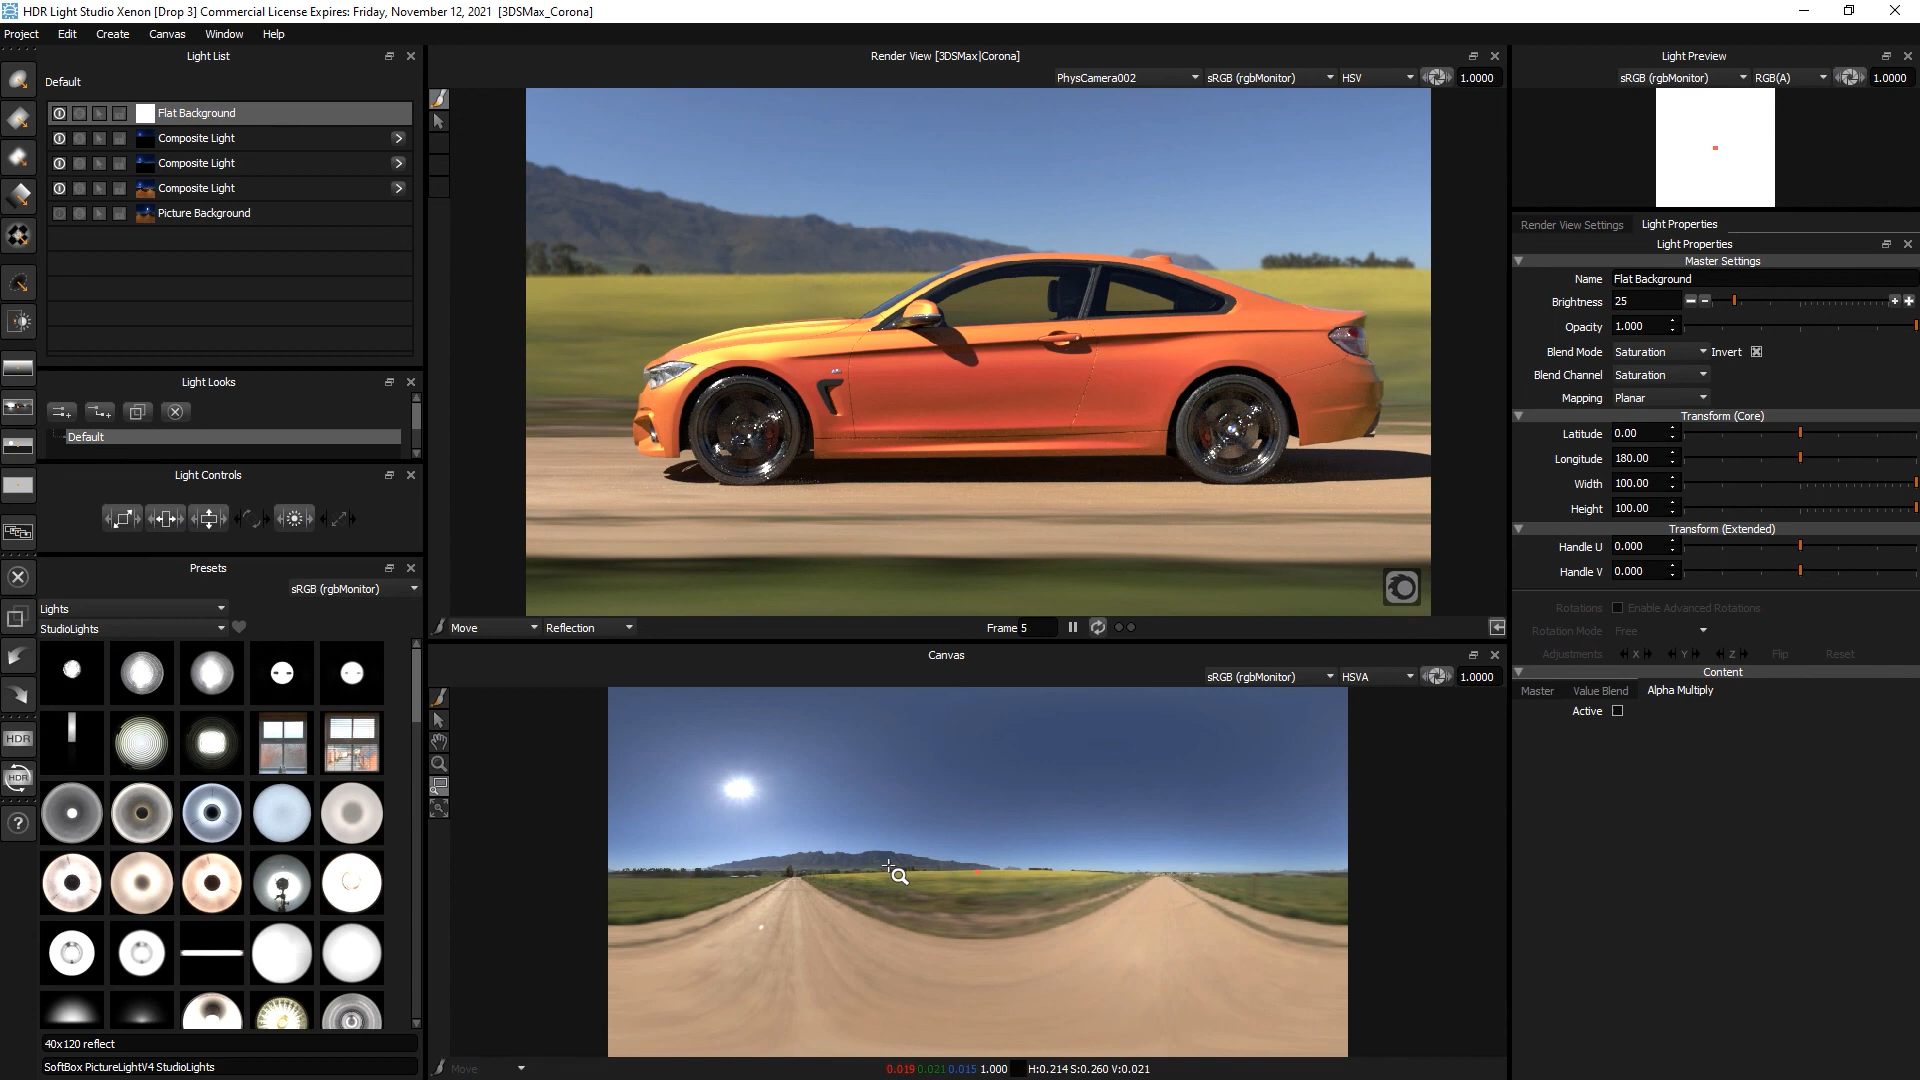 HDR Light Studio Xenon [Drop 3] Commercial License Expires: Friday, November 12, 2021 [3DSMax_Corona]
Project Edit Create Canvas Window Help
Light List
Default
Flat Background
Composite Light
Composite Light
Composite Light
Picture Background
Light Looks
Default
Light Controls
Presets
sRGB (rgbMonitor)
Lights
StudioLights
HDR
HDR
40x120 reflect
SoftBox PictureLightV4 StudioLights
Render View [3DSMax|Corona]
PhysCamera002 sRGB (rgbMonitor) HSV 1.0000
Move Reflection Frame 5
Canvas
sRGB (rgbMonitor) HSVA 1.0000
Move 0.019 0.021 0.015 1.000 H:0.214 S:0.260 V:0.021
Light Preview
sRGB (rgbMonitor) RGB(A) 1.0000
Render View Settings Light Properties
Light Properties
Master Settings
Name Flat Background
Brightness 25
Opacity 1.000
Blend Mode Saturation Invert
Blend Channel Saturation
Mapping Planar
Transform (Core)
Latitude 0.00
Longitude 180.00
Width 100.00
Height 100.00
Transform (Extended)
Handle U 0.000
Handle V 0.000
Rotations Enable Advanced Rotations
Rotation Mode Free
Adjustments X Y Z Flip Reset
Content
Master Value Blend Alpha Multiply
Active